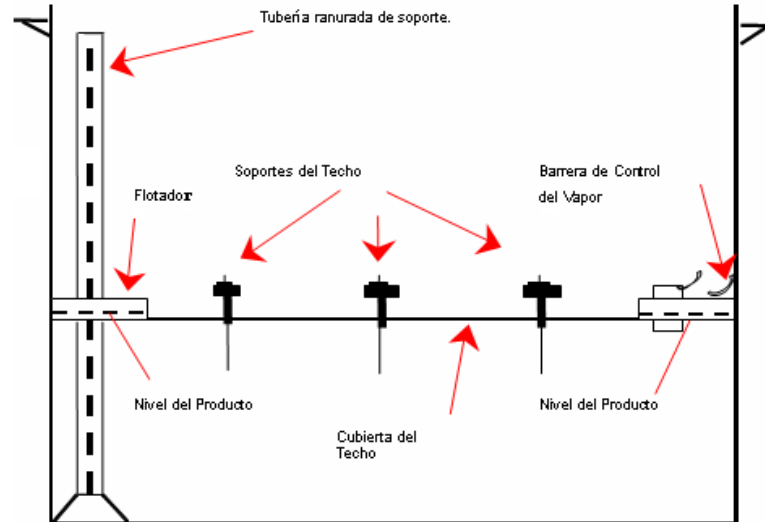 Tubería ranurada de soporte.
Soportes del Techo
Barrera de Control
del Vapor
Flotador
Nivel del Producto
Nivel del Producto
Cubierta del
Techo